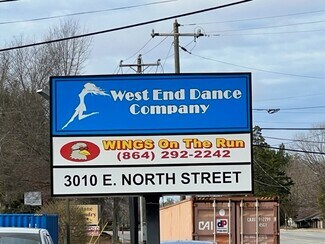 West End Dance
Company
WINGS On The Run
(864) 292-2242
3010 E. NORTH STREET